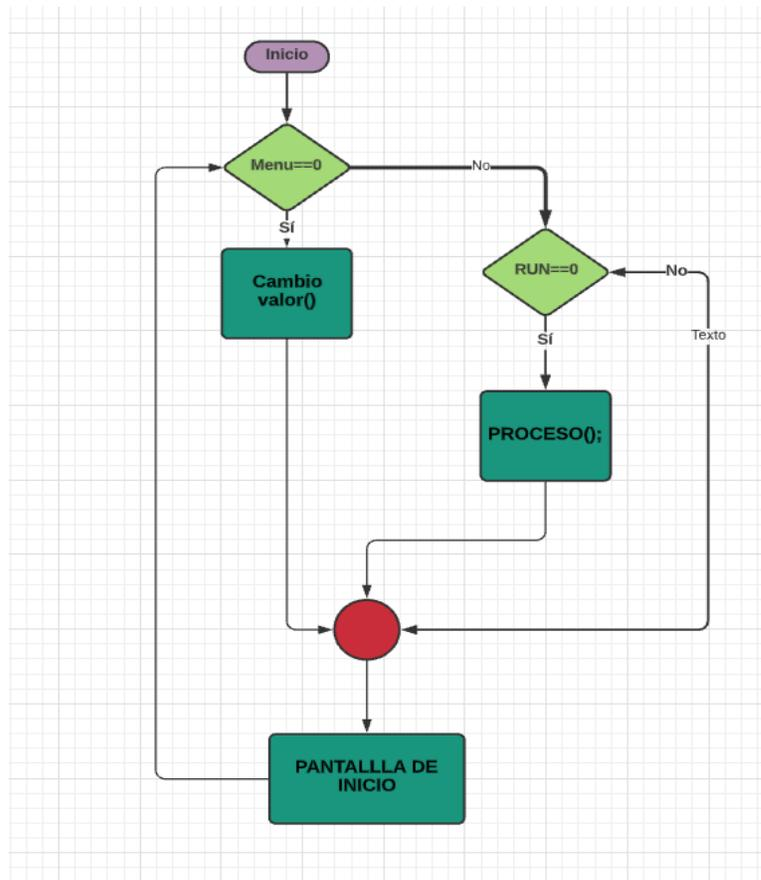 Inicio
Menu==0
No
Sí
Cambio
valor()
RUN==0
No
Texto
Sí
PROCESO();
PANTALLLA DE
INICIO